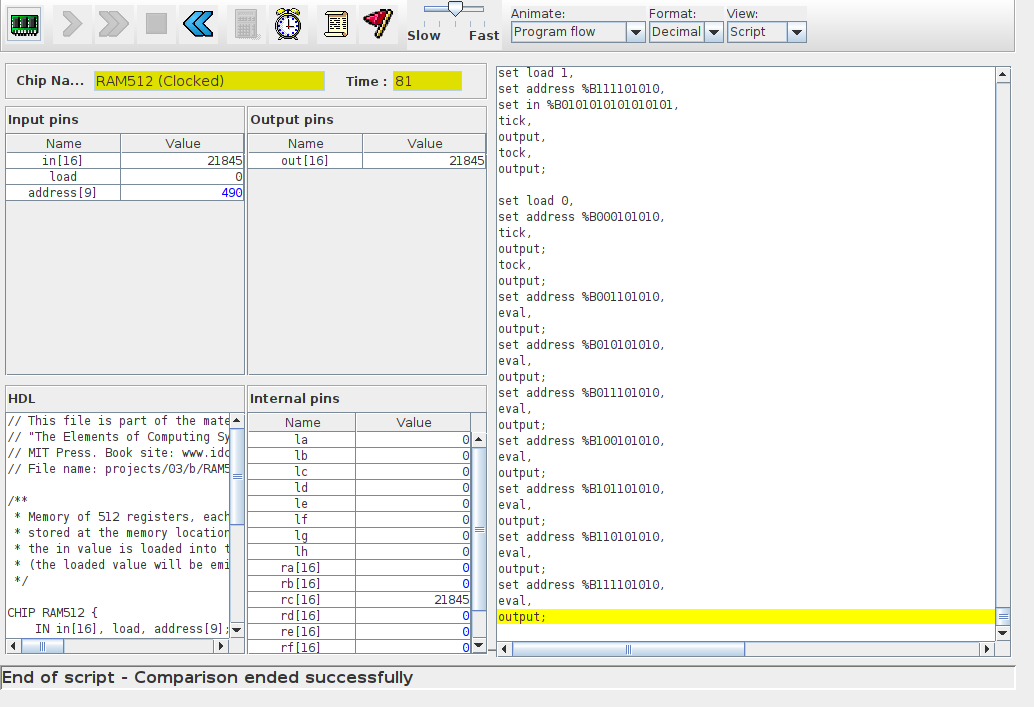 Slow Fast
Animate:
Program flow
Format:
Decimal
View:
Script
Chip Na... RAM512 (Clocked) Time : 81
Input pins
Name Value
in[16] 21845
load 0
address[9] 490
Output pins
Name Value
out[16] 21845
HDL
// This file is part of the mate
// "The Elements of Computing Sy
// MIT Press. Book site: www.idc
// File name: projects/03/b/RAM5
/**
* Memory of 512 registers, each
* stored at the memory location
* the in value is loaded into t
* (the loaded value will be emi
*/
CHIP RAM512 {
IN in[16], load, address[9];
Internal pins
Name Value
la 0
lb 0
lc 0
ld 0
le 0
lf 0
lg 0
lh 0
ra[16] 0
rb[16] 0
rc[16] 21845
rd[16] 0
re[16] 0
rf[16] 0
set load 1,
set address %B111101010,
set in %B0101010101010101,
tick,
output,
tock,
output;
set load 0,
set address %B000101010,
tick,
output;
tock,
output;
set address %B001101010,
eval,
output;
set address %B010101010,
eval,
output;
set address %B011101010,
eval,
output;
set address %B100101010,
eval,
output;
set address %B101101010,
eval,
output;
set address %B110101010,
eval,
output;
set address %B111101010,
eval,
output;
End of script - Comparison ended successfully